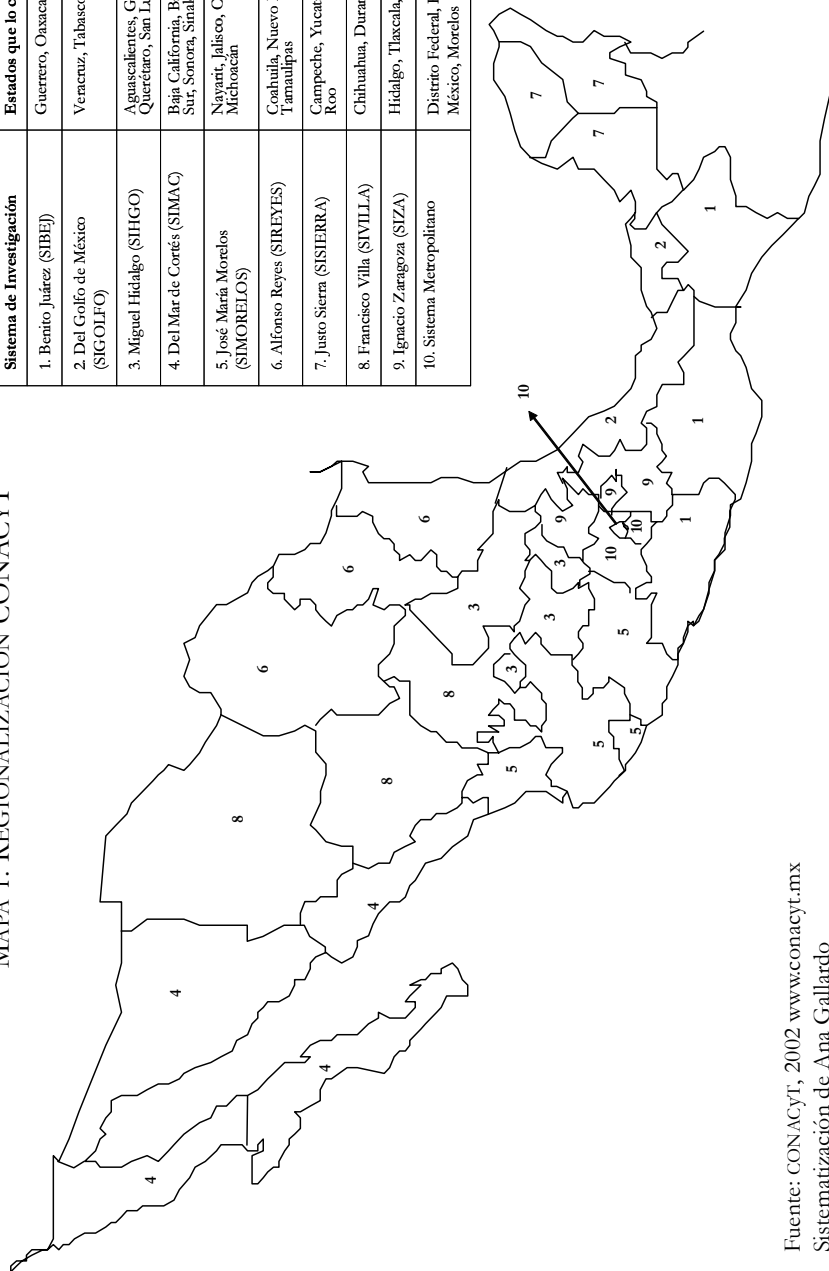 MAPA 1. REGIONALIZACIÓN CONACYT
Sistema de Investigación Estados que lo
1. Benito Juárez (SIBEJ) Guerrero, Oaxaca
2. Del Golfo de México Veracruz, Tabasco
(SIGOLFO)
3. Miguel Hidalgo (SIHGO) Aguascalientes,
Querétaro, San
4. Del Mar de Cortés (SIMAC) Baja California,
Sur, Sonora,
5. José María Morelos Nayarit, Jalisco,
(SIMORELOS) Michoacán
6. Alfonso Reyes (SIREYES) Coahuila, Nuevo
Tamaulipas
7. Justo Sierra (SISIERRA) Campeche,
Roo
8. Francisco Villa (SIVILLA) Chihuahua,
9. Ignacio Zaragoza (SIZA) Hidalgo, Tlaxcala,
10. Sistema Metropolitano Distrito Federal,
México, Morelos
4
4
4
4
8
8
8
6
6
6
3
3
3
3
5
5
5
5
9
9
9
10
10
10
2
2
1
1
1
7
7
7
Fuente: CONACyT, 2002 www.conacyt.mx
Sistematización de Ana Gallardo